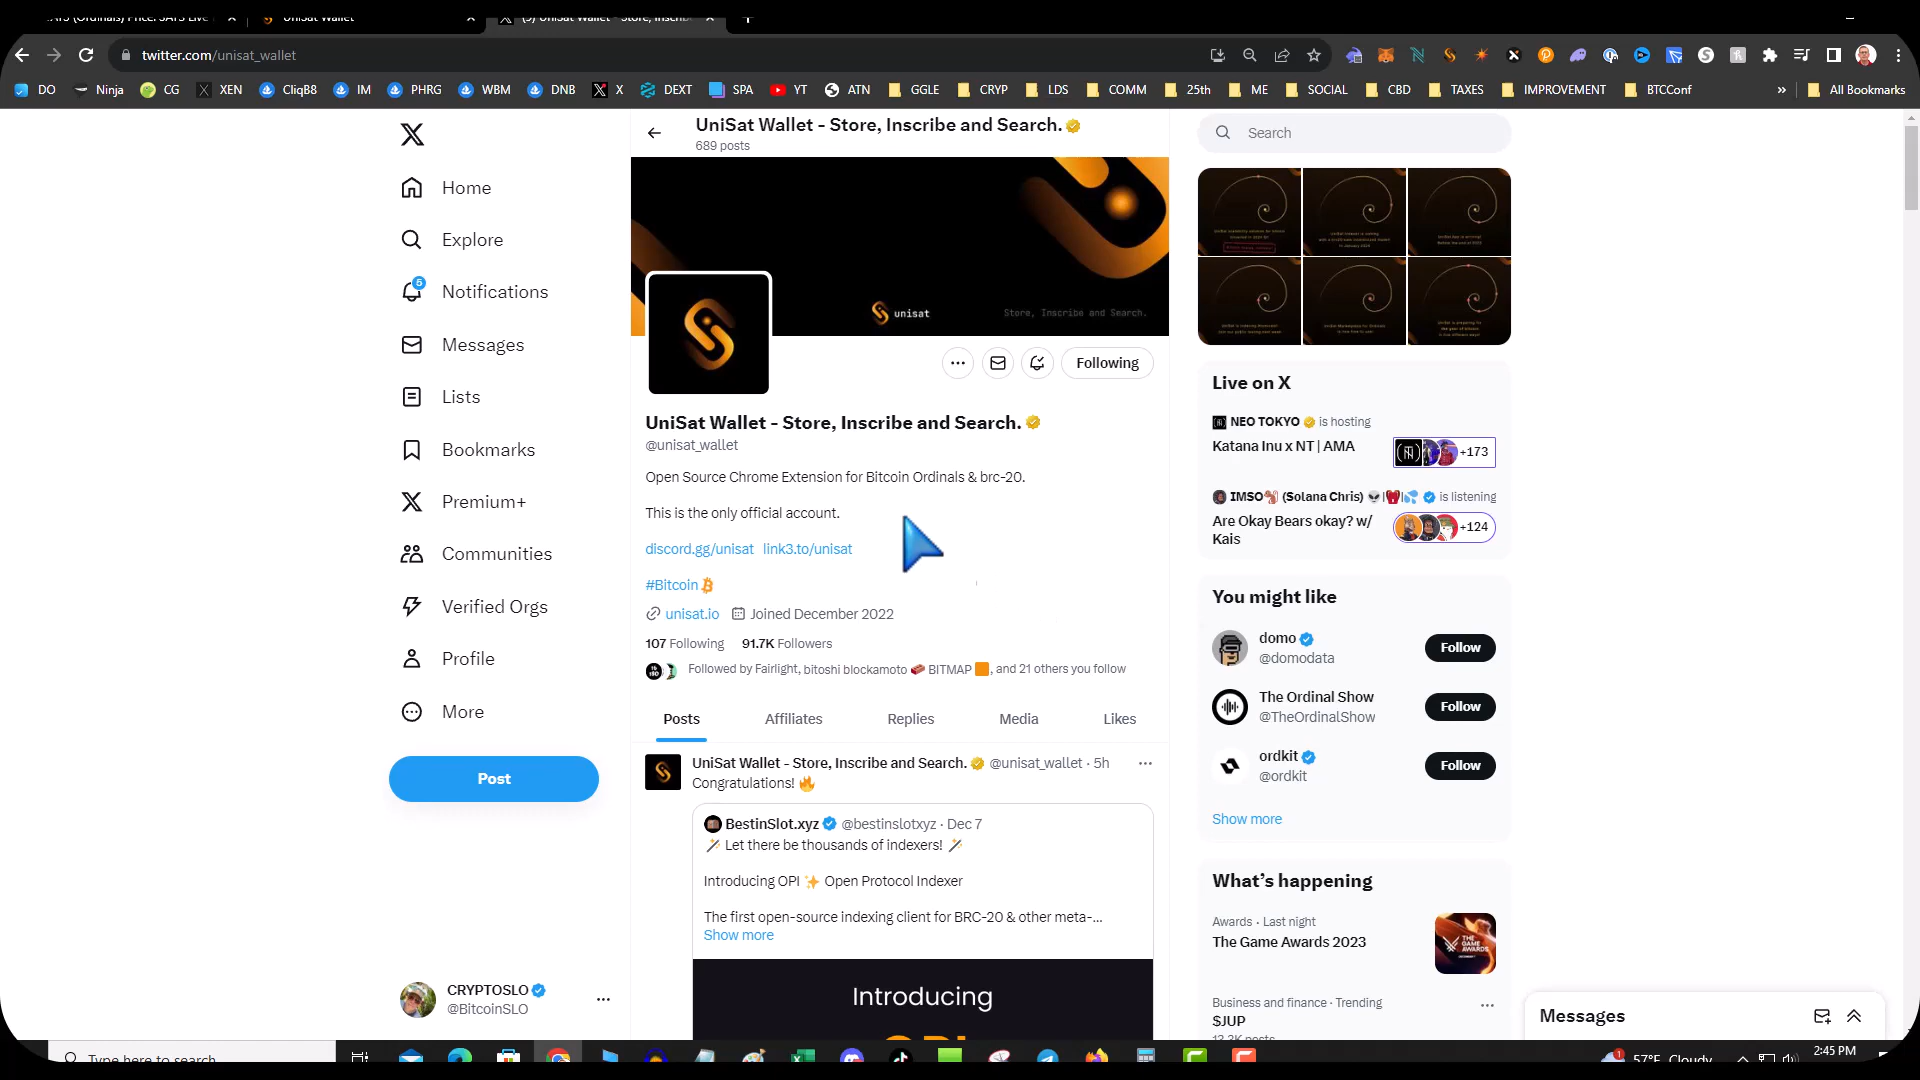 UniSat Wallet
twitter.com/unisat_wallet
DO Ninja CG XEN CliqB8 IM PHRG WBM DNB X DEXT SPA YT ATN GGLE CRYP LDS COMM 25th ME SOCIAL CBD TAXES IMPROVEMENT BTCConf » All Bookmarks
UniSat Wallet - Store, Inscribe and Search.
689 posts
Search
Home
Explore
6
Notifications
Messages
Lists
Bookmarks
Premium+
Communities
Verified Orgs
Profile
More
Post
CRYPTOSLO
@BitcoinSLO
unisat
Store, Inscribe and Search.
Following
UniSat Wallet - Store, Inscribe and Search.
@unisat_wallet
Open Source Chrome Extension for Bitcoin Ordinals & brc-20.
This is the only official account.
discord.gg/unisat link3.to/unisat
#Bitcoin
unisat.io Joined December 2022
107 Following 91.7K Followers
Followed by Fairlight, bitoshi blockamoto BITMAP , and 21 others you follow
Posts Affiliates Replies Media Likes
UniSat Wallet - Store, Inscribe and Search. @unisat_wallet · 5h
Congratulations! 🔥
BestinSlot.xyz @bestinslotxyz · Dec 7
🪄 Let there be thousands of indexers! 🪄
Introducing OPI ✨ Open Protocol Indexer
The first open-source indexing client for BRC-20 & other meta-...
Show more
Introducing
Live on X
NEO TOKYO is hosting
Katana Inu x NT | AMA
+173
IMSO (Solana Chris) is listening
Are Okay Bears okay? w/
Kais
+124
You might like
domo
@domodata
Follow
The Ordinal Show
@TheOrdinalShow
Follow
ordkit
@ordkit
Follow
Show more
What's happening
Awards · Last night
The Game Awards 2023
Business and finance · Trending
$JUP
Messages
Type here to search
1
57°F Cloudy
2:45 PM